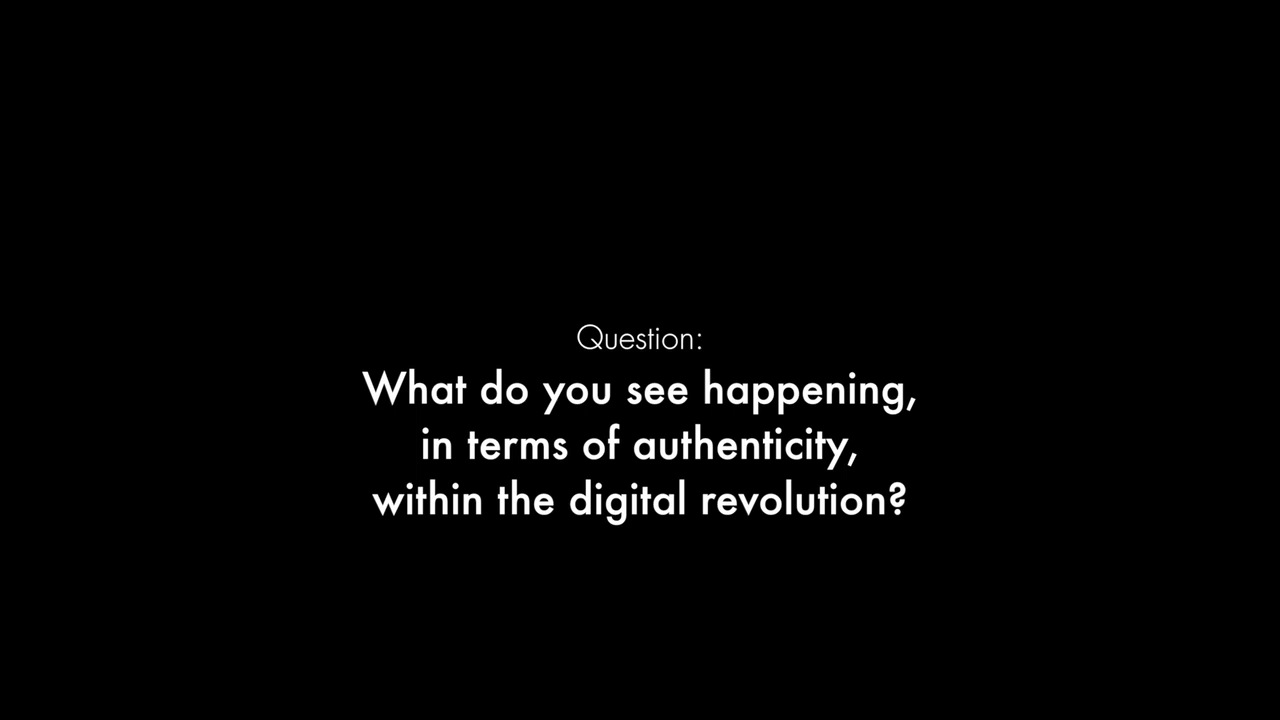 Question:
What do you see happening,
in terms of authenticity,
within the digital revolution?